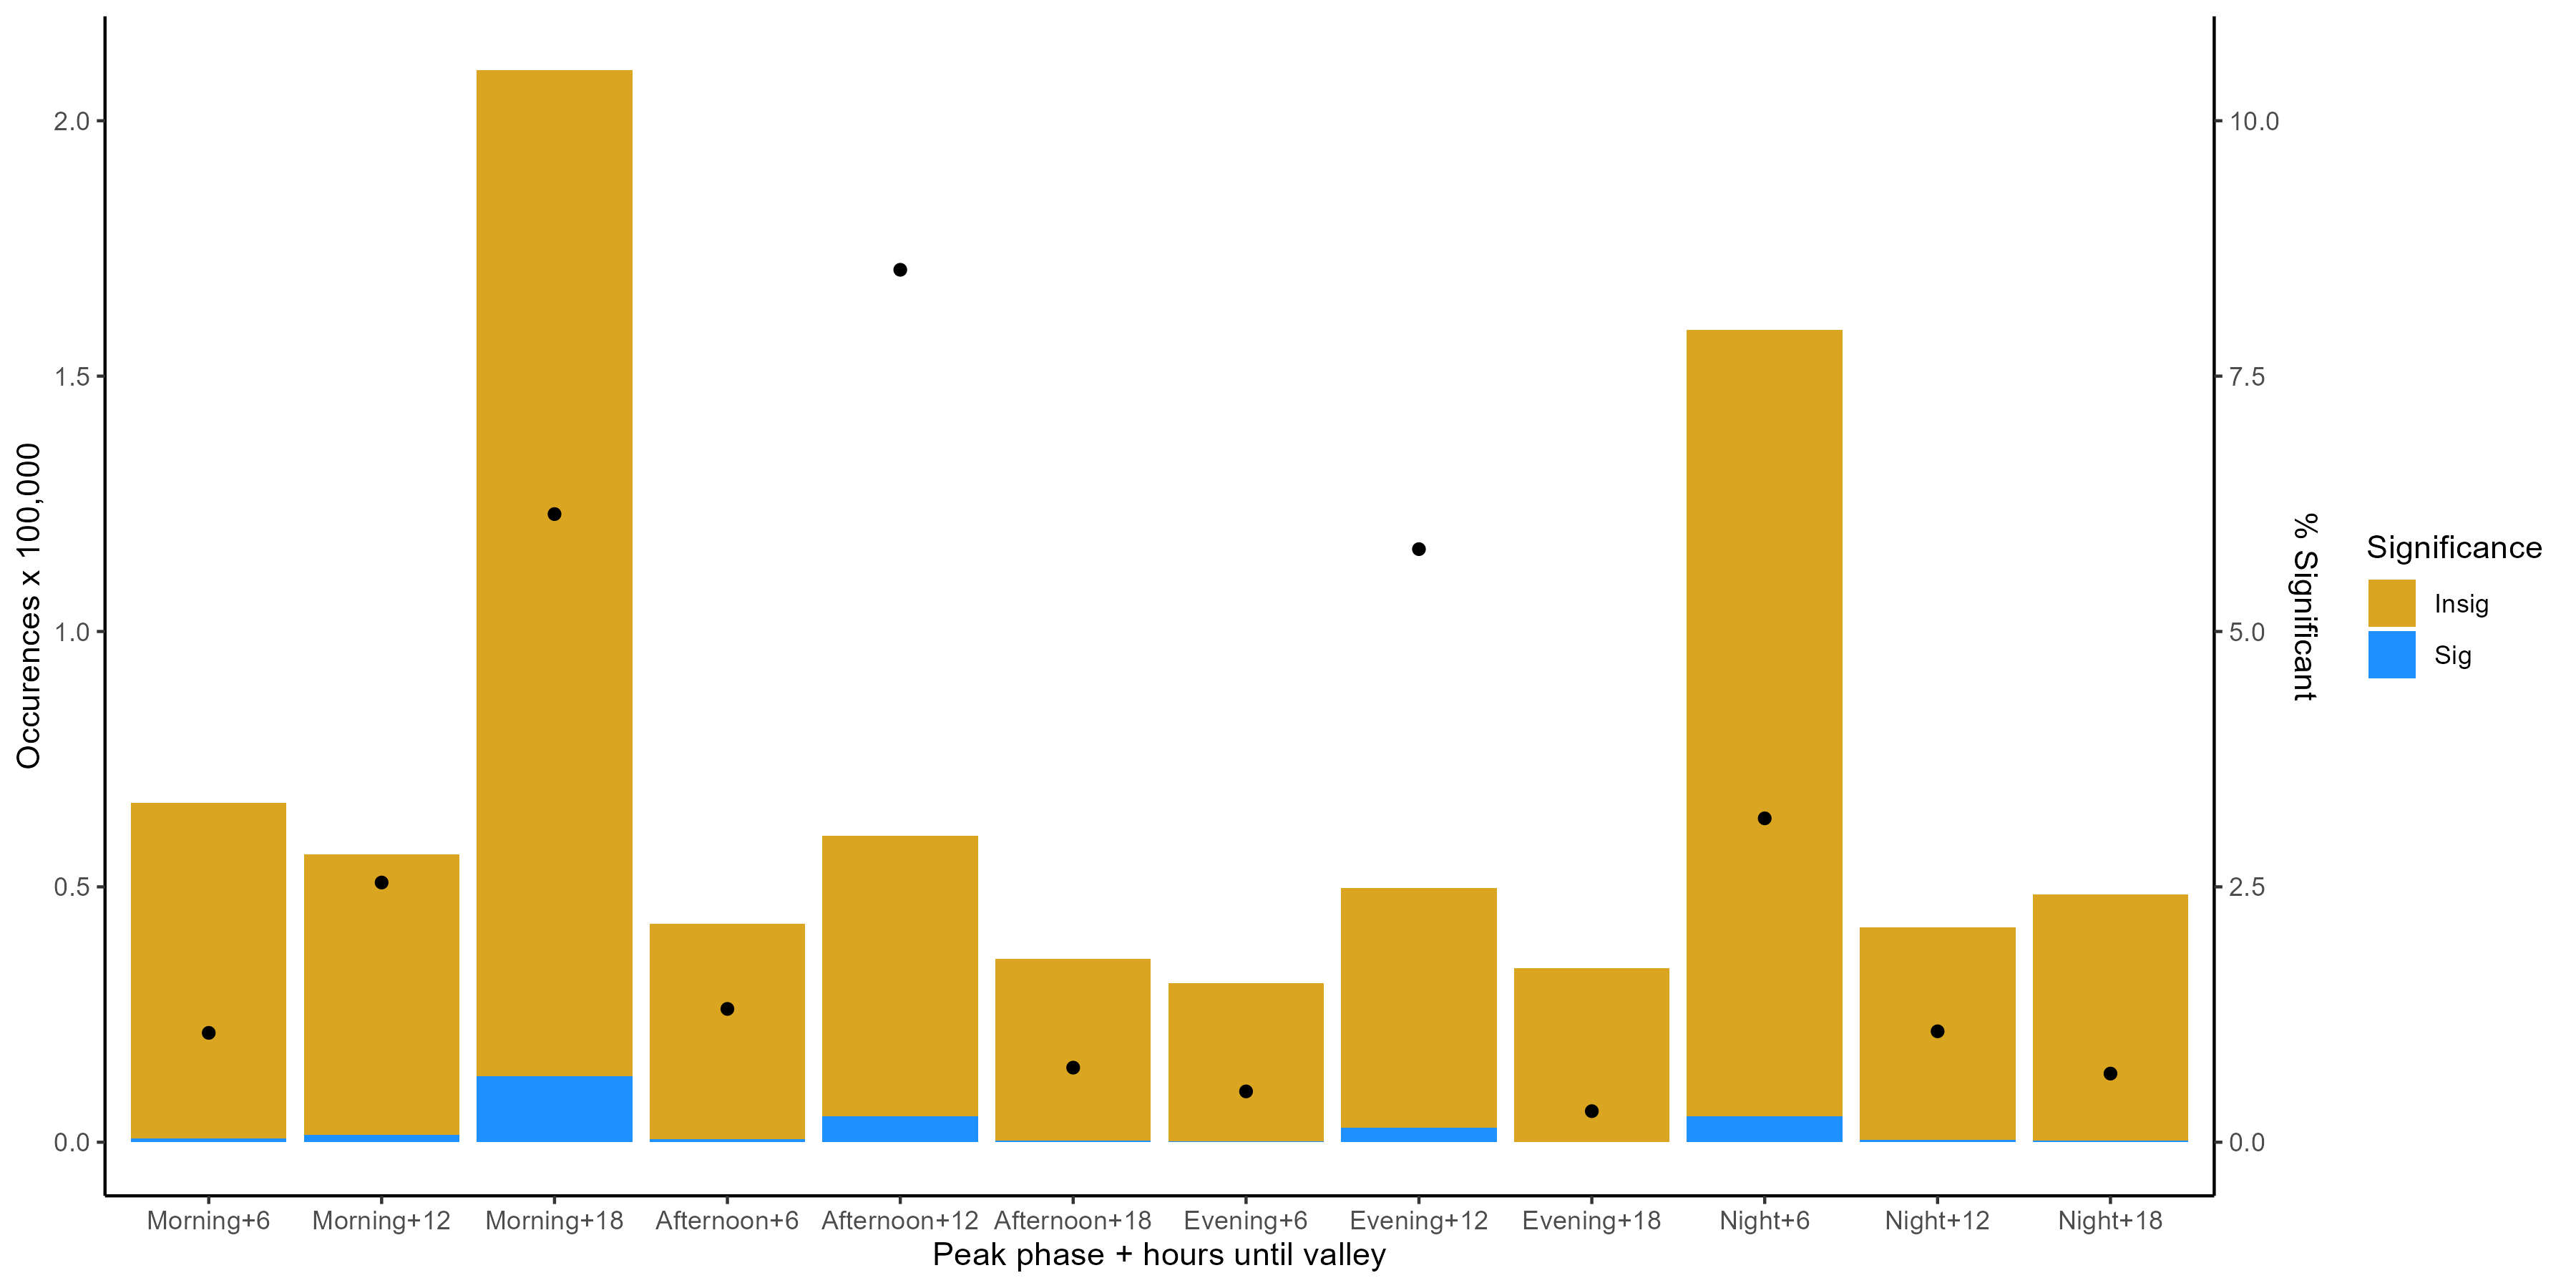 Occurences x 100,000
2.0
1.5
1.0
0.5
0.0
10.0
7.5
5.0
2.5
0.0
% Significant
Significance
Insig
Sig
Morning+6 Morning+12 Morning+18 Afternoon+6 Afternoon+12 Afternoon+18 Evening+6 Evening+12 Evening+18 Night+6 Night+12 Night+18
Peak phase + hours until valley